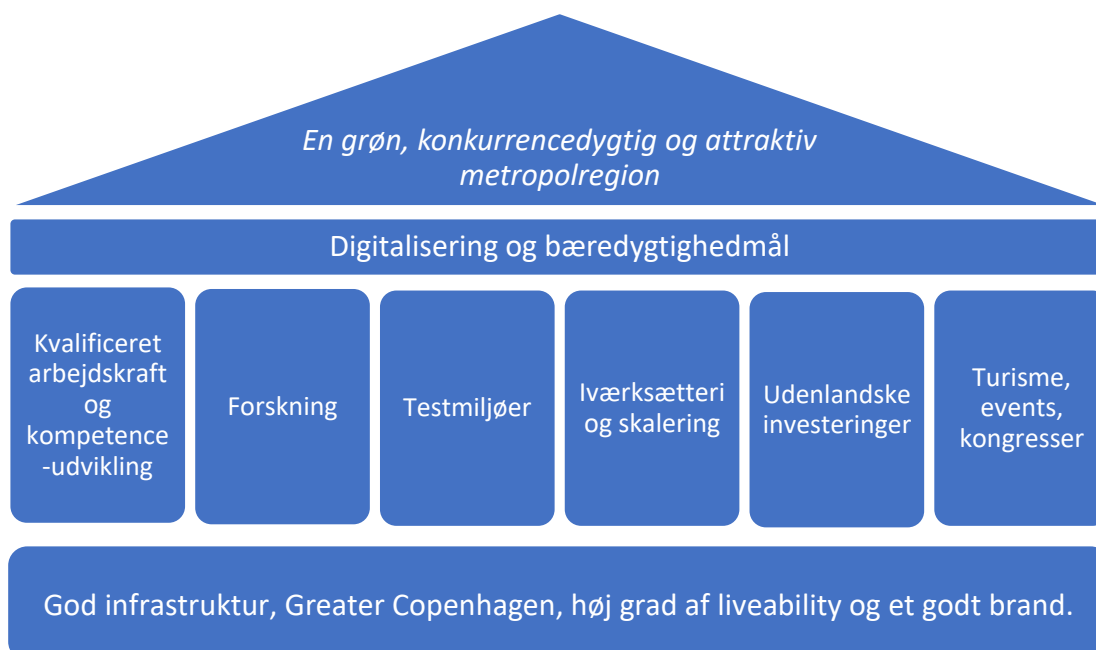 En grøn, konkurrencedygtig og attraktiv
metropolregion
Digitalisering og bæredygtighedmål
Kvalificeret
arbejdskraft
og
kompetence
-udvikling
Forskning
Testmiljøer
Iværksætteri
og skalering
Udenlandske
investeringer
Turisme,
events,
kongresser
God infrastruktur, Greater Copenhagen, høj grad af liveability og et godt brand.